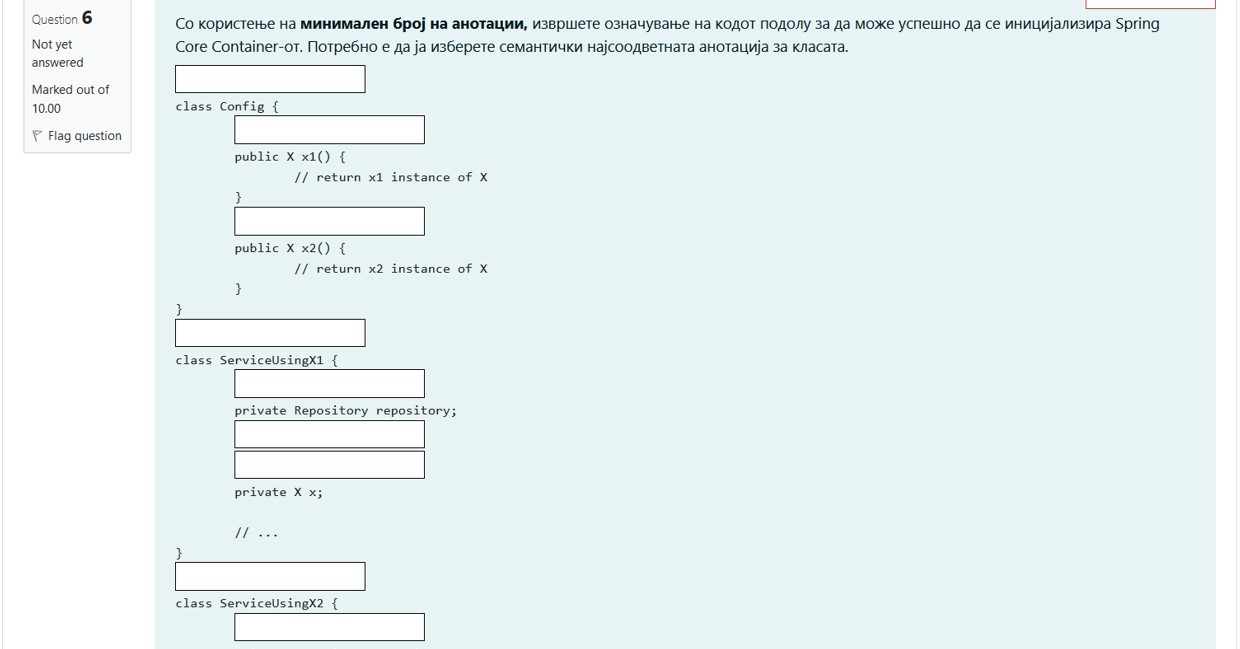 Question 6
Not yet
answered
Marked out of
10.00
Flag question
Со користење на минимален број на анотации, извршете означување на кодот подолу за да може успешно да се иницијализира Spring
Core Container-от. Потребно е да ја изберете семантички најсоодветната анотација за класата.
class Config {
public X x1() {
// return x1 instance of X
}
public X x2() {
// return x2 instance of X
}
}
class ServiceUsingX1 {
private Repository repository;
private X x;
// ...
}
class ServiceUsingX2 {